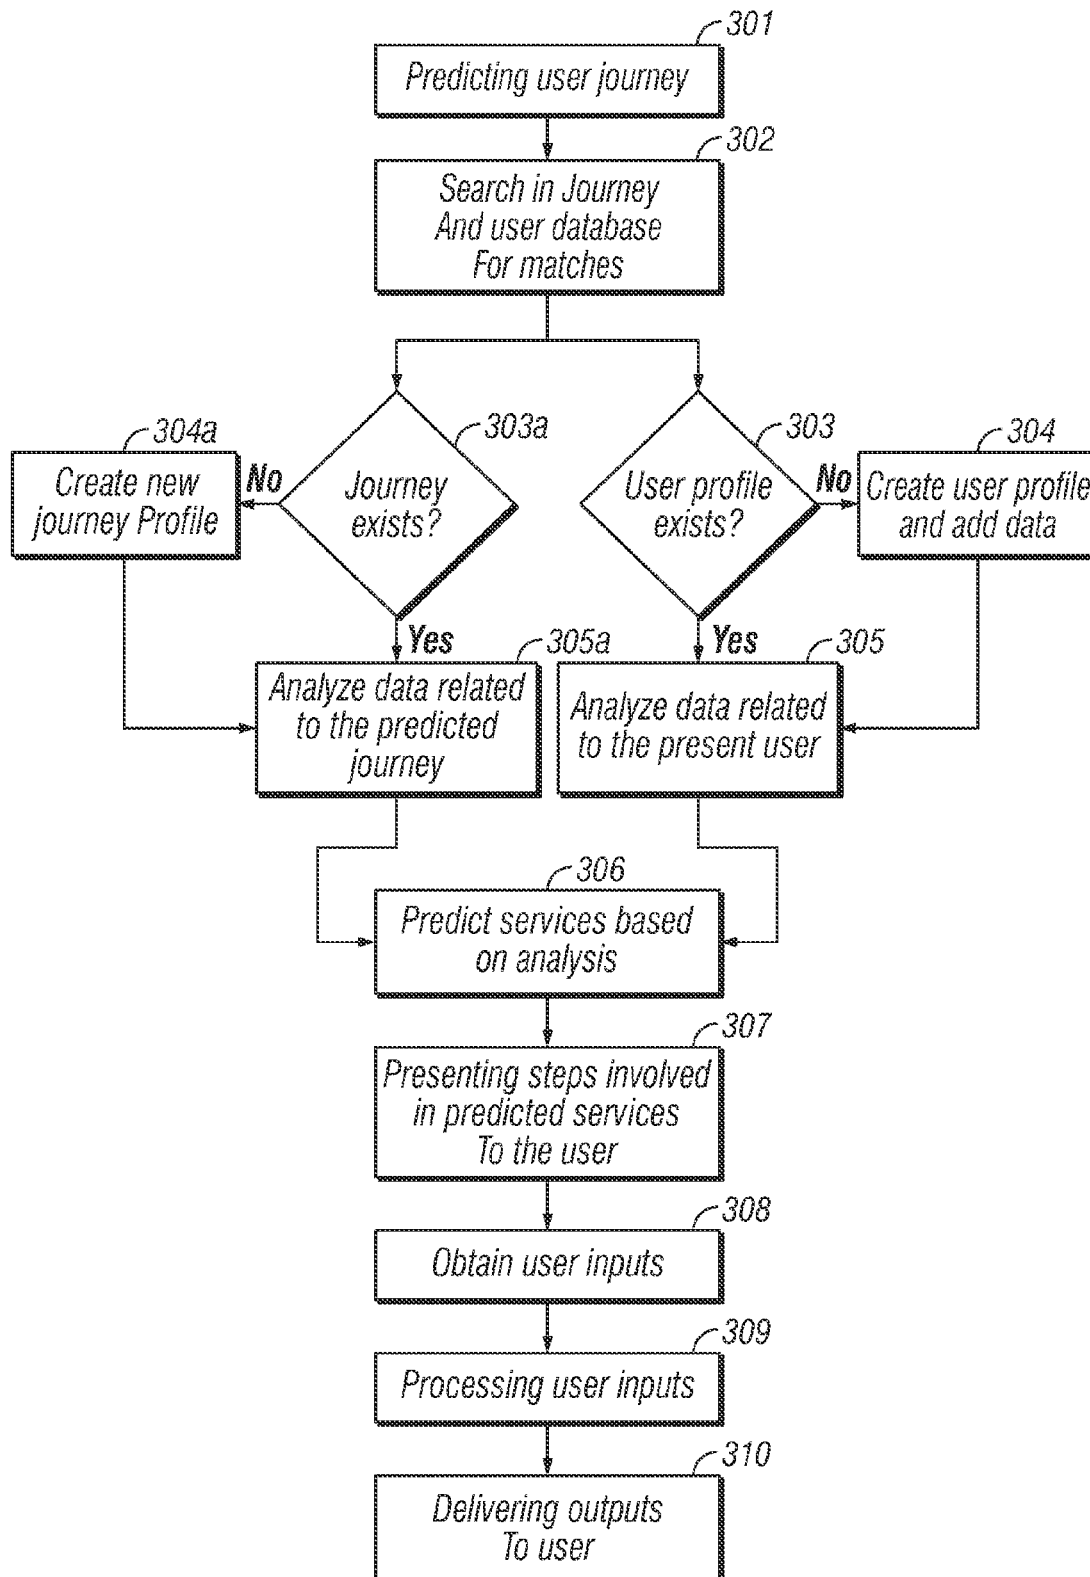 301
Predicting user journey
302
Search in Journey
And user database
For matches
303a
Journey
exists?
303
User profile
exists?
304a
No
Create new
journey Profile
304
No
Create user profile
and add data
Yes
305a
Analyze data related
to the predicted
journey
Yes
305
Analyze data related
to the present user
306
Predict services based
on analysis
307
Presenting steps involved
in predicted services
To the user
308
Obtain user inputs
309
Processing user inputs
310
Delivering outputs
To user